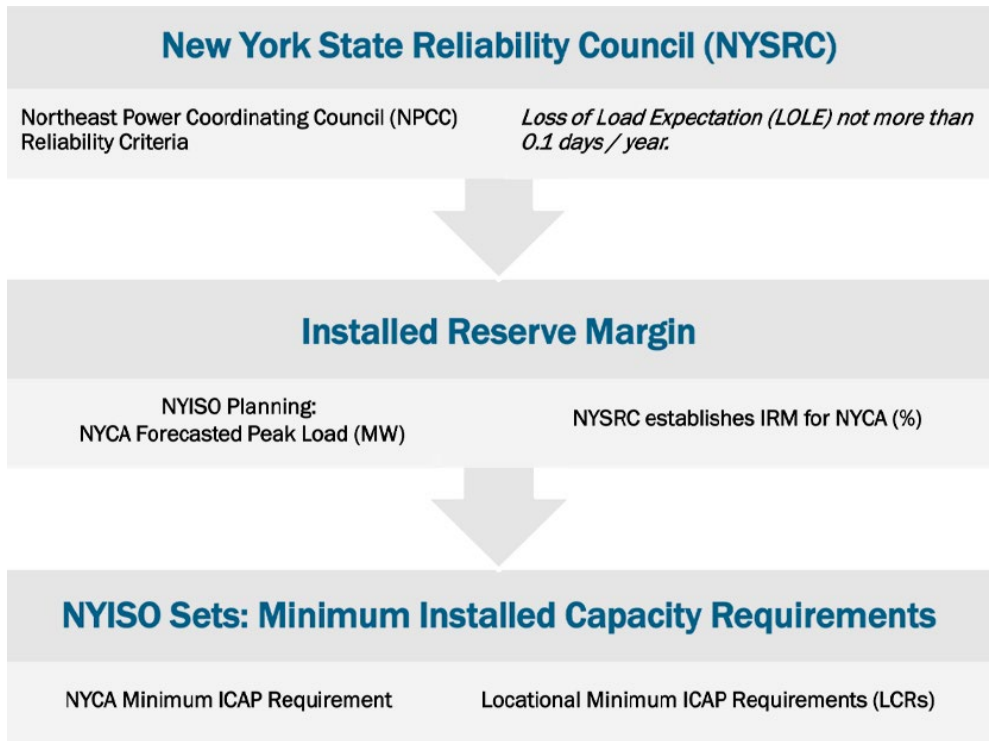 New York State Reliability Council (NYSRC)
Northeast Power Coordinating Council (NPCC)
Reliability Criteria
Loss of Load Expectation (LOLE) not more than
0.1 days / year.
Installed Reserve Margin
NYISO Planning:
NYCA Forecasted Peak Load (MW)
NYSRC establishes IRM for NYCA (%)
NYISO Sets: Minimum Installed Capacity Requirements
NYCA Minimum ICAP Requirement
Locational Minimum ICAP Requirements (LCRs)